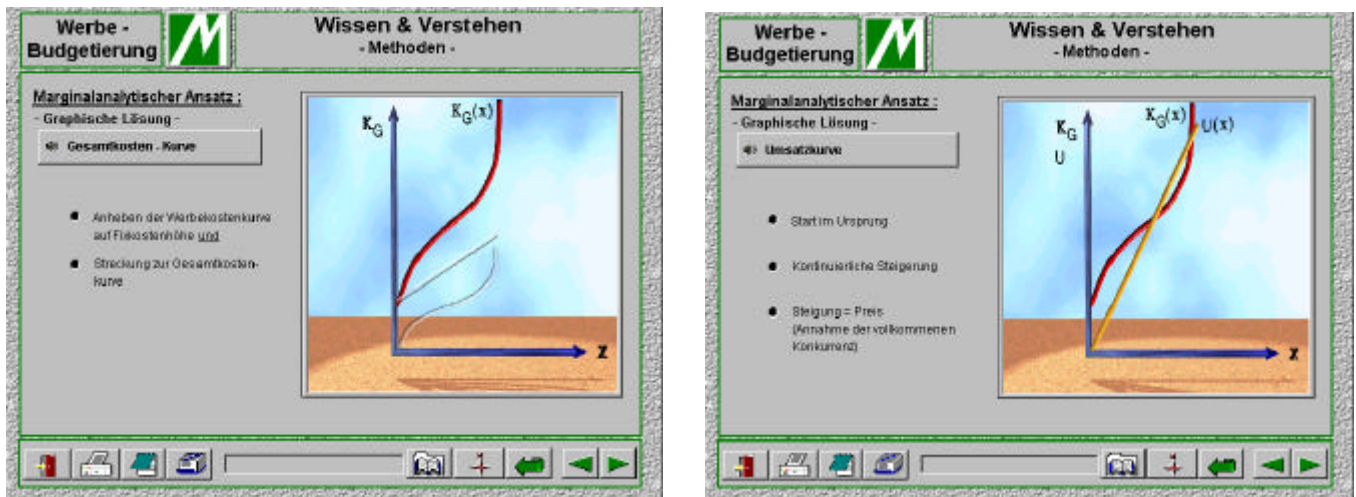 Werbe -
Budgetierung
M
Wissen & Verstehen
- Methoden -
Marginalanalytischer Ansatz :
- Graphische Lösung -
Gesamtkosten - Kurve
Anheben der Werbekostenkurve
auf Fixkostenhöhe und
Streckung zur Gesamtkosten-
kurve
K_G
K_G(x)
x
Werbe -
Budgetierung
M
Wissen & Verstehen
- Methoden -
Marginalanalytischer Ansatz :
- Graphische Lösung -
Umsatzkurve
Start im Ursprung
Kontinuierliche Steigerung
Steigung = Preis
(Annahme der vollkommenen
Konkurrenz)
K_G
U
K_G(x)
U(x)
x